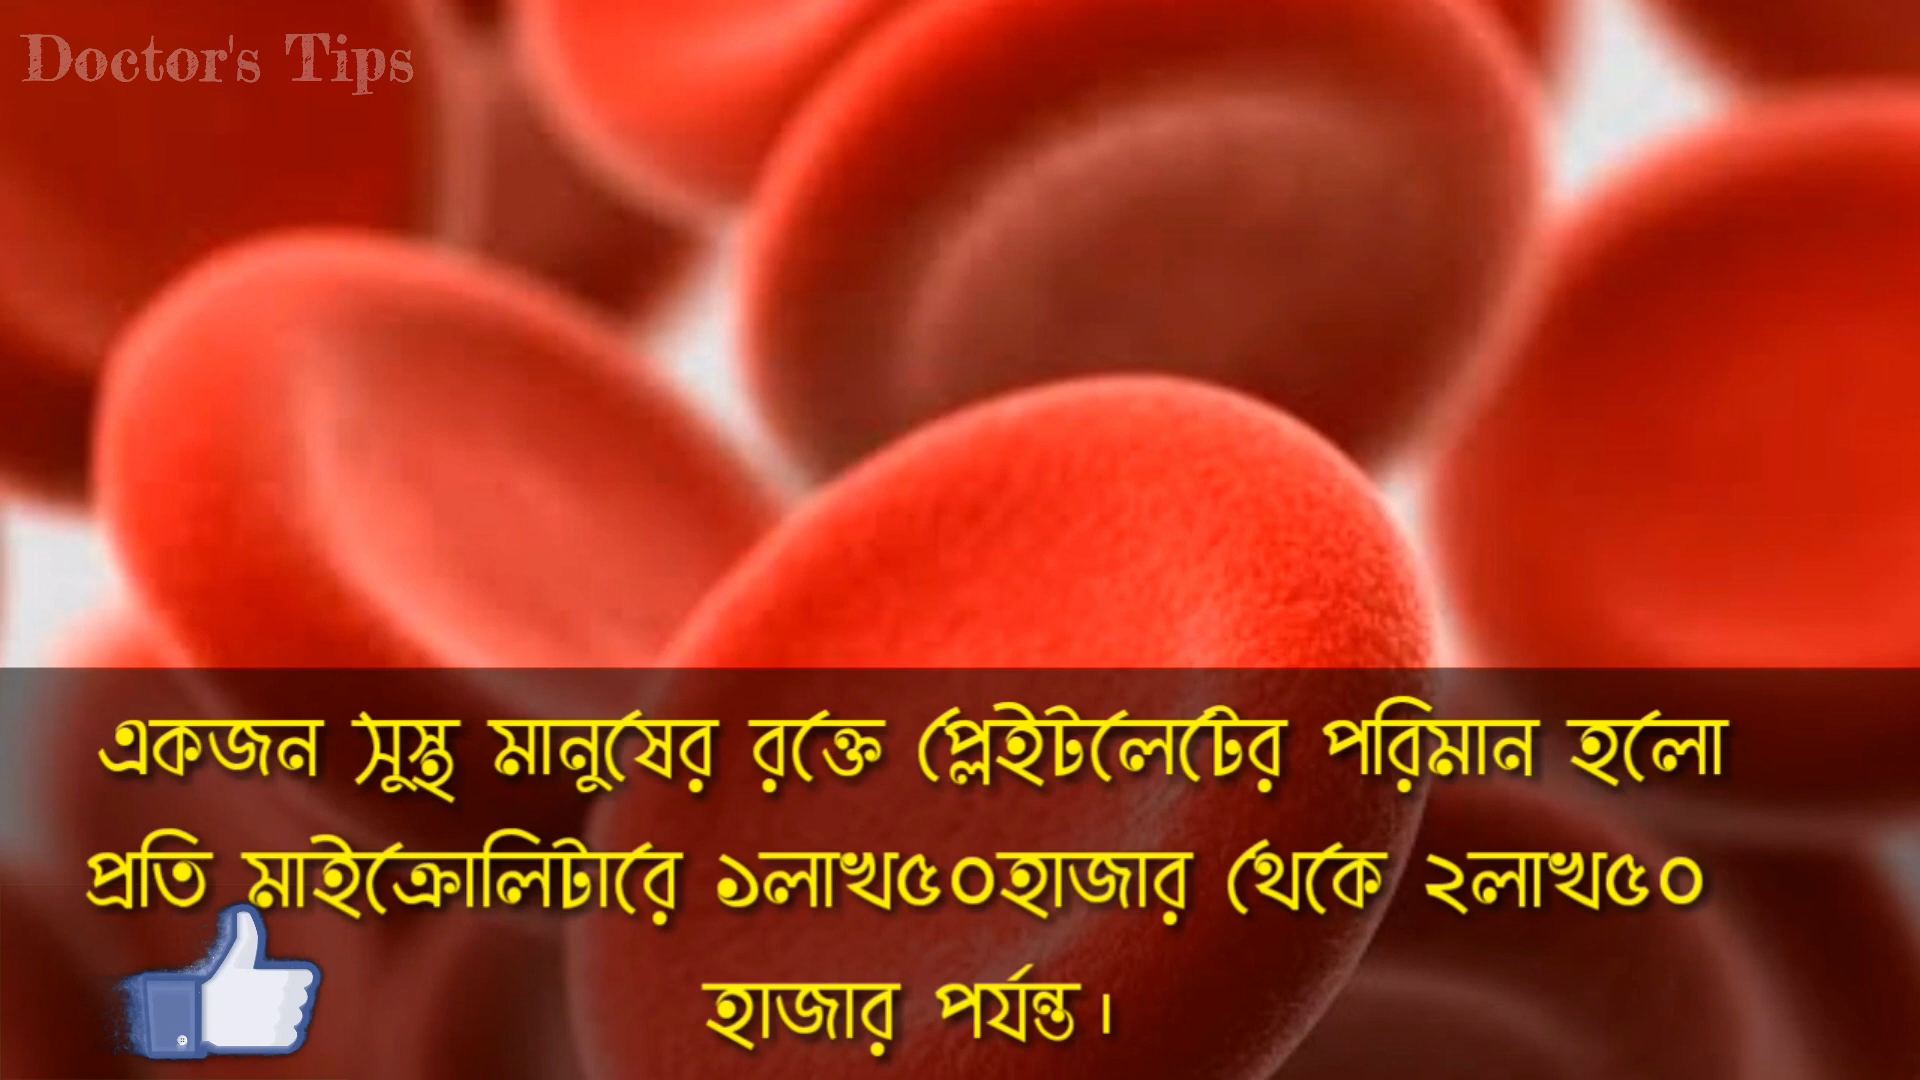 Doctor's Tips
একজন সুস্থ মানুষের রক্তে প্লেইটলেটের পরিমান হলো
প্রতি মাইক্রোলিটারে ১লাখ৫০হাজার থেকে ২লাখ৫০
হাজার পর্যন্ত।